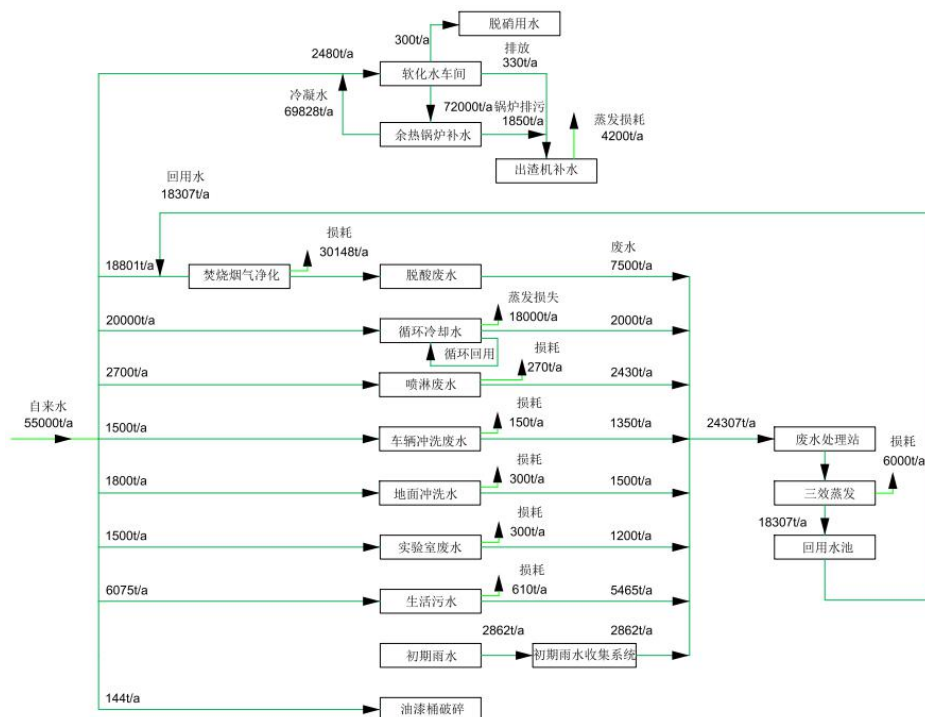 脱硝用水
300t/a
排放
330t/a
2480t/a
软化水车间
冷凝水
69828t/a
72000t/a
锅炉排污
1850t/a
余热锅炉补水
蒸发损耗
4200t/a
出渣机补水
回用水
18307t/a
损耗
30148t/a
废水
18801t/a
焚烧烟气净化
脱酸废水
7500t/a
蒸发损失
18000t/a
20000t/a
循环冷却水
2000t/a
循环回用
损耗
270t/a
2700t/a
喷淋废水
2430t/a
自来水
55000t/a
损耗
150t/a
1500t/a
车辆冲洗废水
1350t/a
24307t/a
废水处理站
损耗
6000t/a
损耗
300t/a
1800t/a
地面冲洗水
1500t/a
三效蒸发
18307t/a
损耗
300t/a
1500t/a
实验室废水
1200t/a
回用水池
损耗
610t/a
6075t/a
生活污水
5465t/a
2862t/a
2862t/a
初期雨水
初期雨水收集系统
144t/a
油漆桶破碎